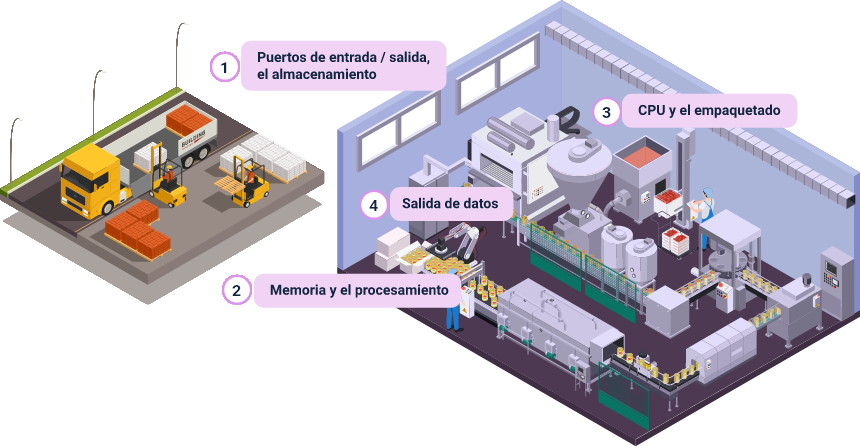 1
Puertos de entrada / salida,
el almacenamiento
BUILDING
3
CPU y el empaquetado
4
Salida de datos
2
Memoria y el procesamiento